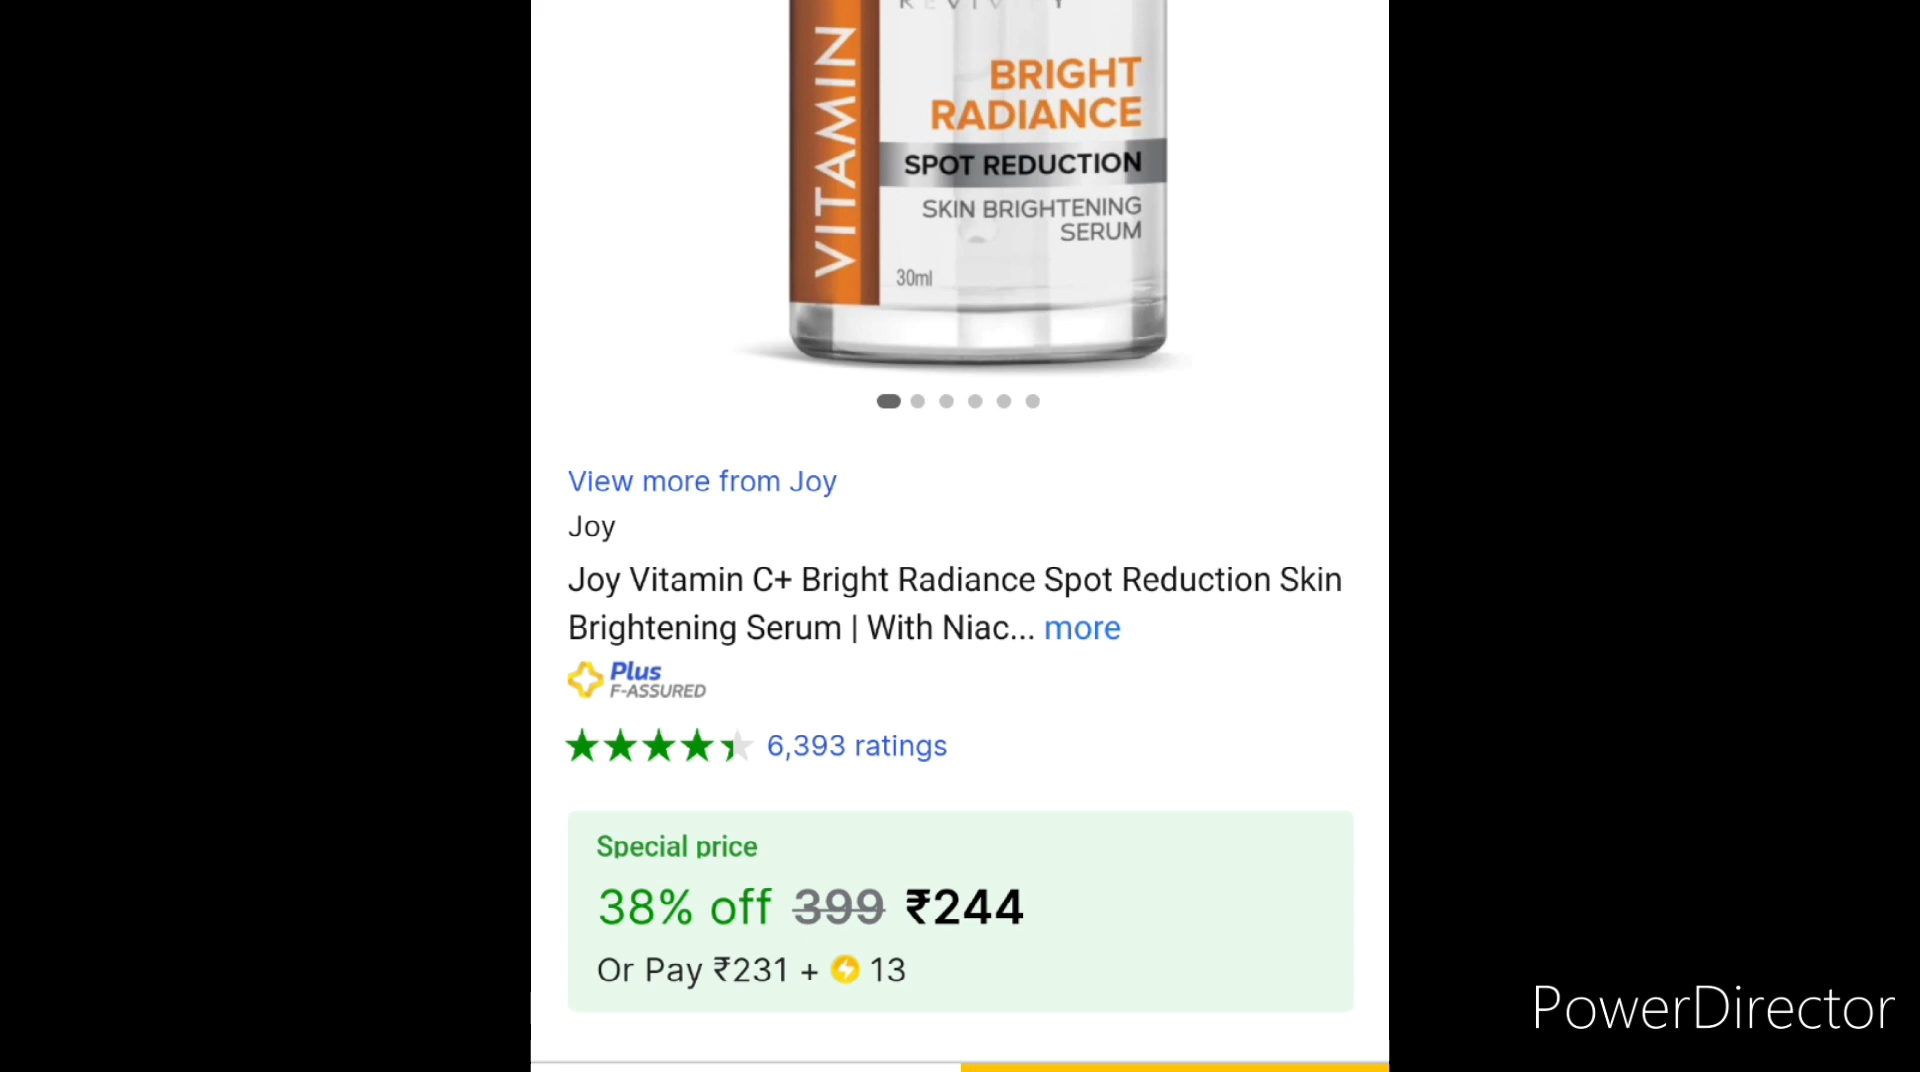 VITAMIN
BRIGHT
RADIANCE
SPOT REDUCTION
SKIN BRIGHTENING
SERUM
30ml
View more from Joy
Joy
Joy Vitamin C+ Bright Radiance Spot Reduction Skin
Brightening Serum | With Niac... more
Plus
F-ASSURED
6,393 ratings
Special price
38% off 399 ₹244
Or Pay ₹231 + 13
PowerDirector